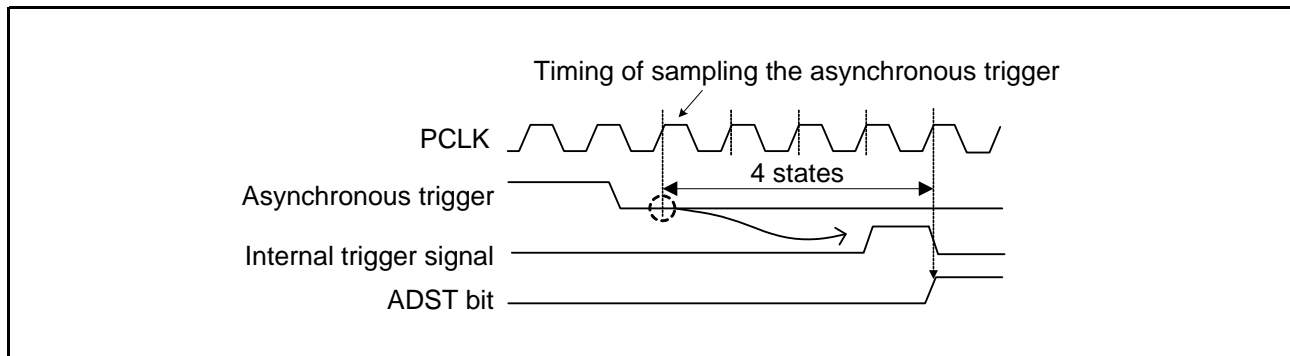 Timing of sampling the asynchronous trigger
PCLK
4 states
Asynchronous trigger
Internal trigger signal
ADST bit